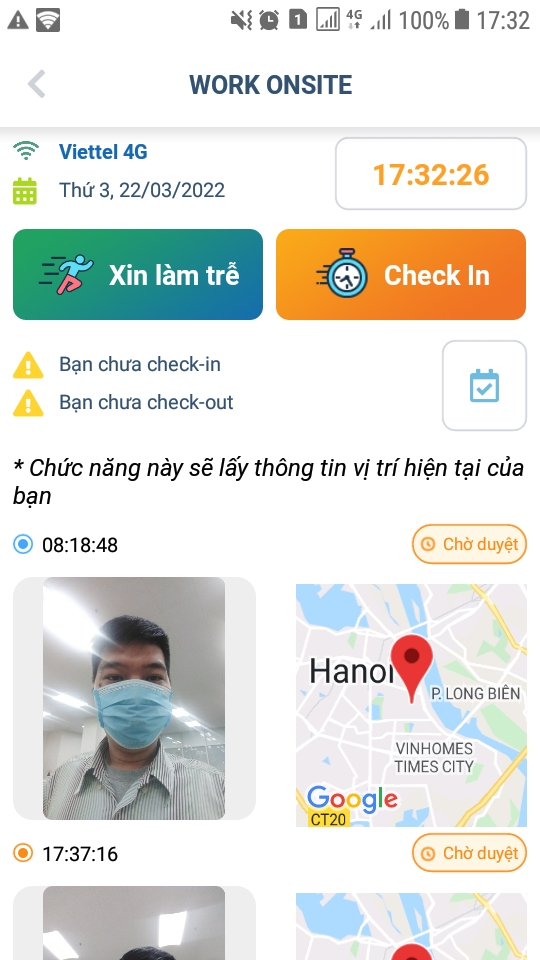 1 4G 100% 17:32
WORK ONSITE
Viettel 4G
Thứ 3, 22/03/2022
17:32:26
Xin làm trễ
Check In
Bạn chưa check-in
Bạn chưa check-out
* Chức năng này sẽ lấy thông tin vị trí hiện tại của
bạn
08:18:48
Chờ duyệt
Hanoi
P. LONG BIÊN
VINHOMES
TIMES CITY
Google
CT20
17:37:16
Chờ duyệt